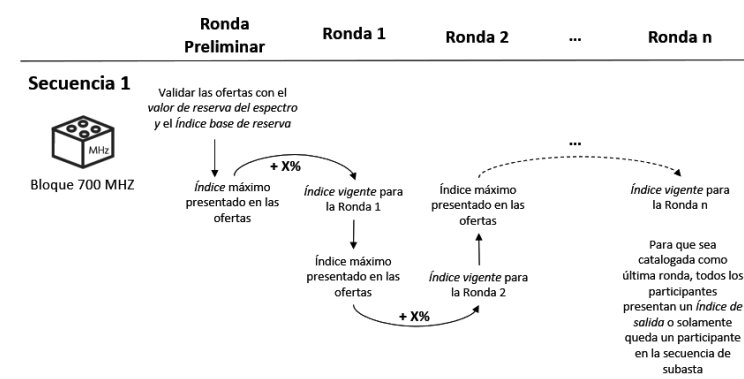 Ronda
Preliminar
Ronda 1
Ronda 2
...
Ronda n
Secuencia 1
MHz
Bloque 700 MHZ
Validar las ofertas con el
valor de reserva del espectro
y el Índice base de reserva
+ X%
Índice máximo
presentado en las
ofertas
Índice vigente para
la Ronda 1
Índice máximo
presentado en las
ofertas
+ X%
Índice máximo
presentado en las
ofertas
Índice vigente para
la Ronda 2
...
Índice vigente para
la Ronda n
Para que sea
catalogada como
última ronda, todos los
participantes
presentan un Índice de
salida o solamente
queda un participante
en la secuencia de
subasta